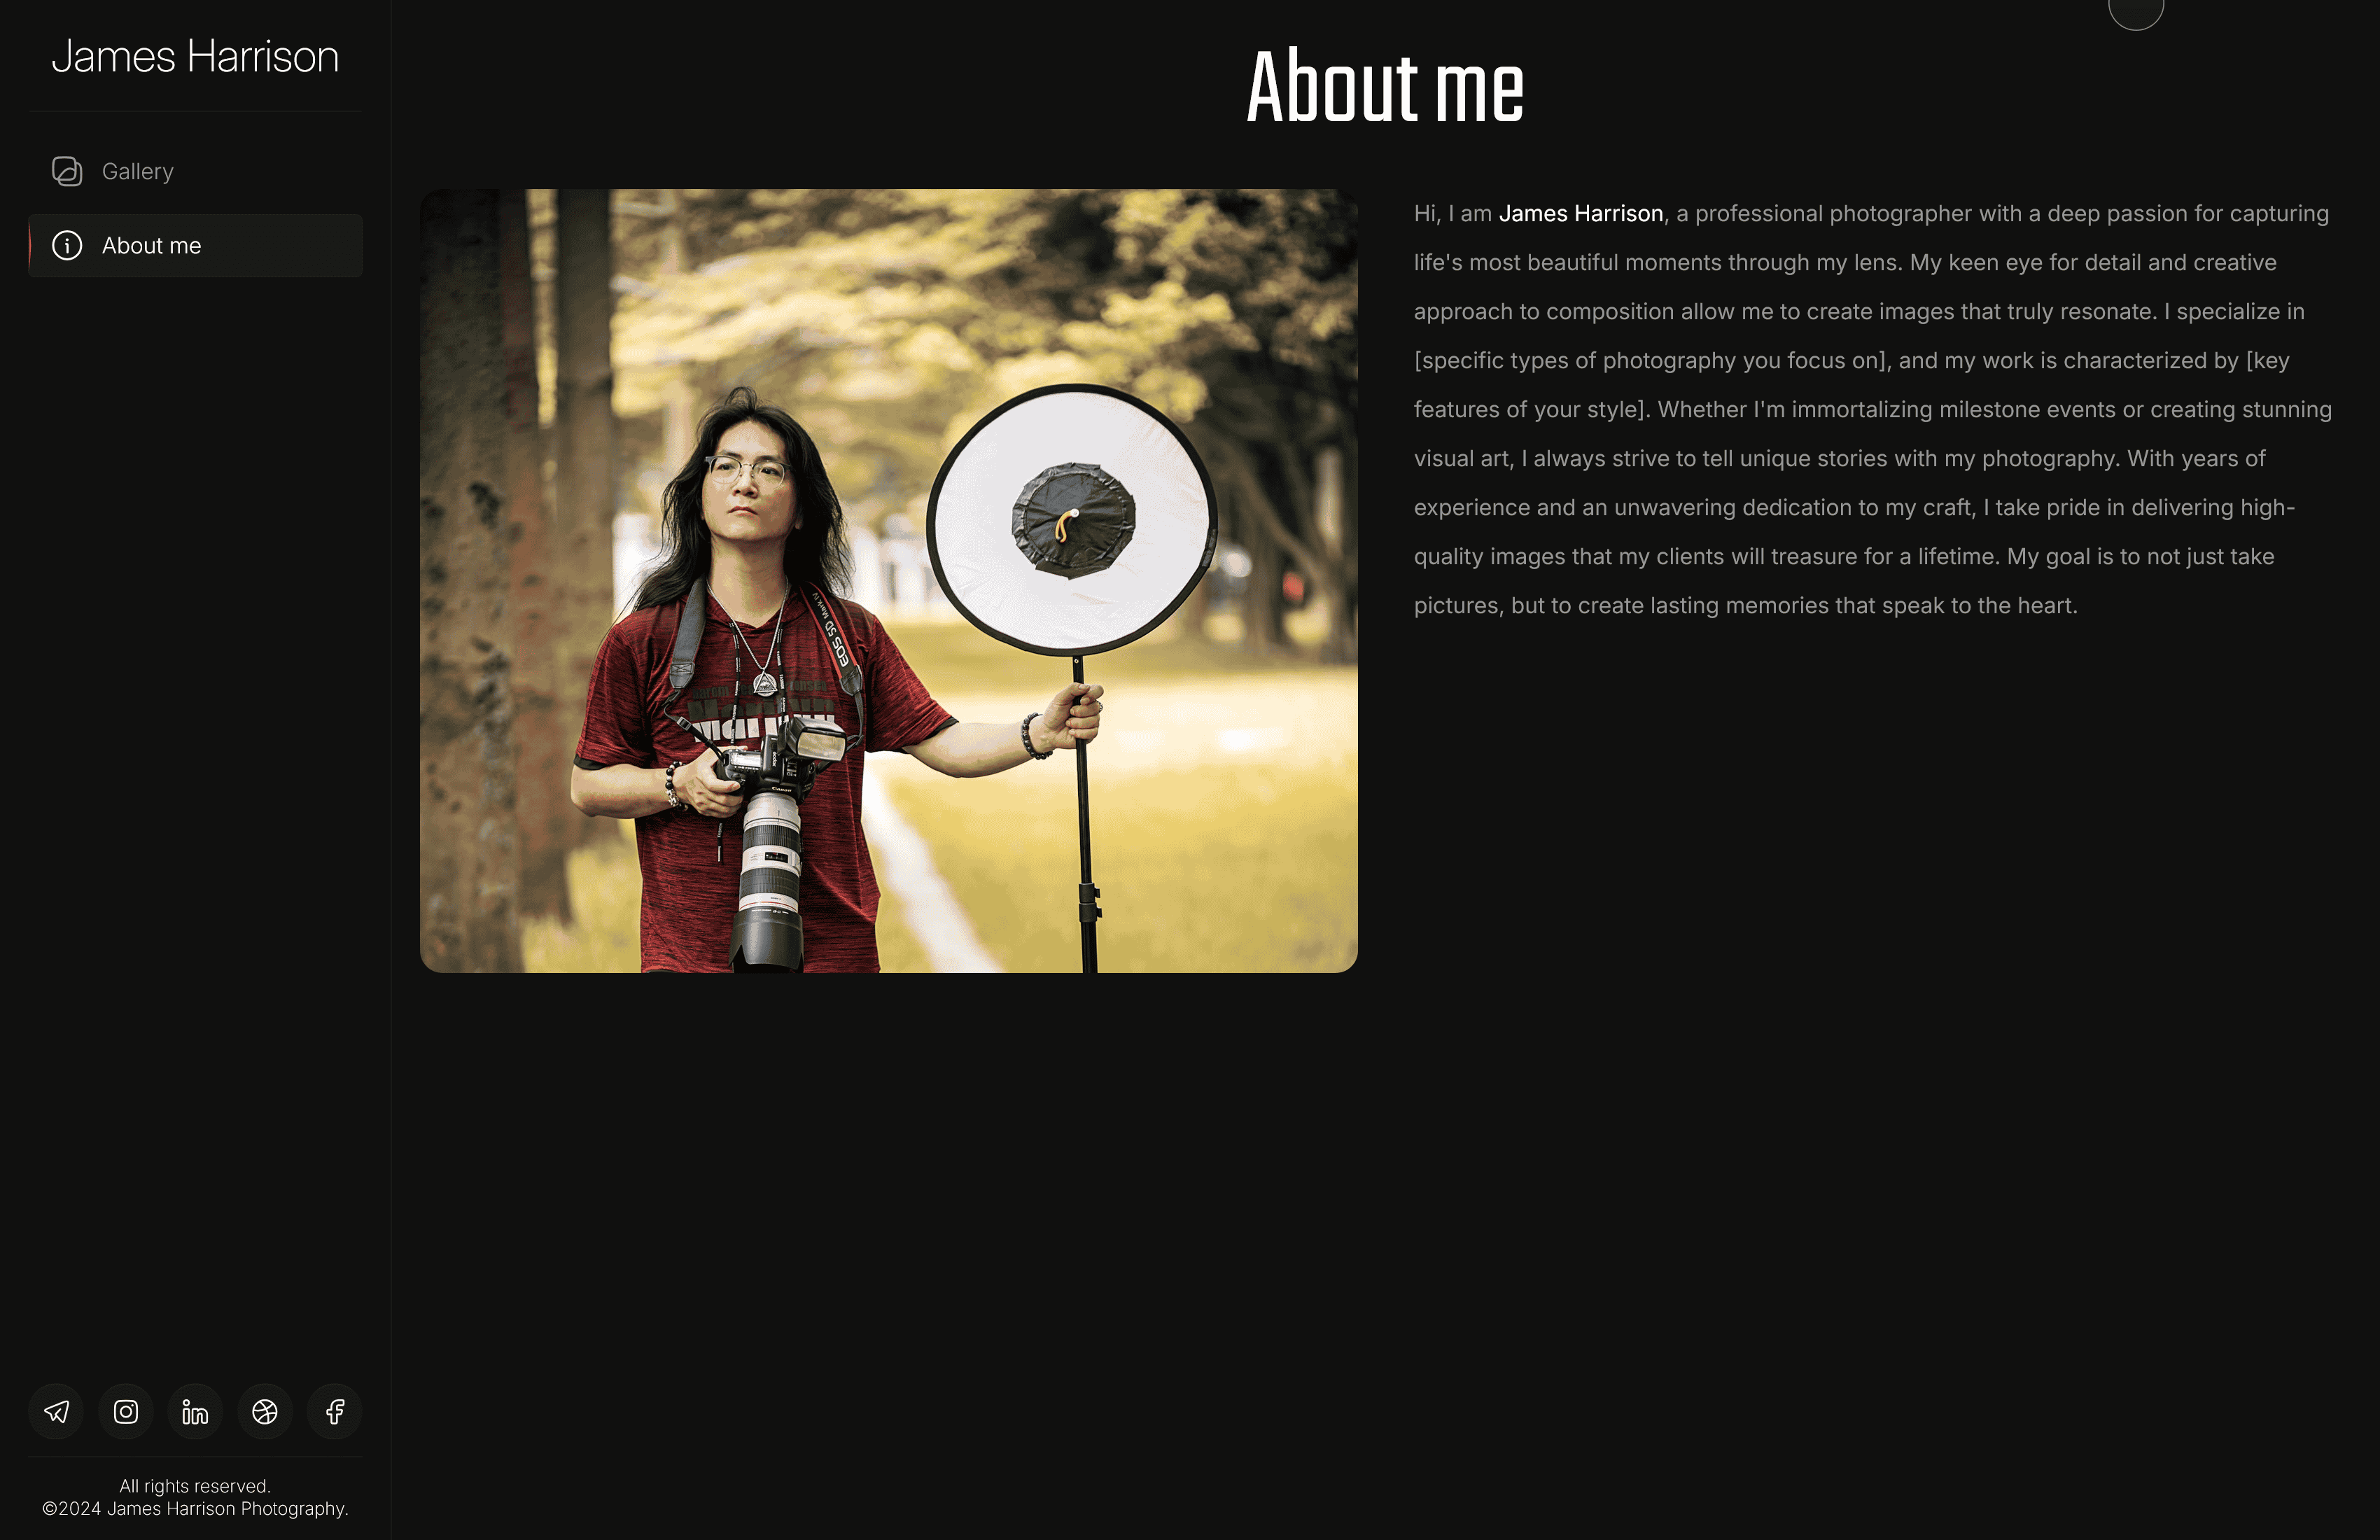 James Harrison
Gallery
About me
About me
Hi, I am James Harrison, a professional photographer with a deep passion for capturing
life's most beautiful moments through my lens. My keen eye for detail and creative
approach to composition allow me to create images that truly resonate. I specialize in
[specific types of photography you focus on], and my work is characterized by [key
features of your style]. Whether I'm immortalizing milestone events or creating stunning
visual art, I always strive to tell unique stories with my photography. With years of
experience and an unwavering dedication to my craft, I take pride in delivering high-
quality images that my clients will treasure for a lifetime. My goal is to not just take
pictures, but to create lasting memories that speak to the heart.
EOS 5D Mark IV
Canon
All rights reserved.
©2024 James Harrison Photography.